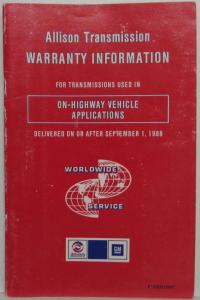 Allison Transmission
WARRANTY INFORMATION
FOR TRANSMISSIONS USED IN
ON-HIGHWAY VEHICLE
APPLICATIONS
DELIVERED ON OR AFTER SEPTEMBER 1, 1988
WORLDWIDE
SERVICE
GM